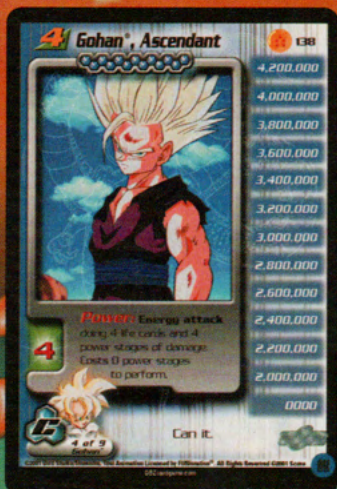 4 Gohan®, Ascendant 138
4,200,000
4,000,000
3,800,000
3,600,000
3,400,000
3,200,000
3,000,000
2,800,000
2,600,000
2,400,000
2,200,000
2,000,000
0000
Power: Energy attack
doing 4 life cards and 4
power stages of damage.
Costs 0 power stages
to perform.
4
C
4 of 9
Gohan
Can it.